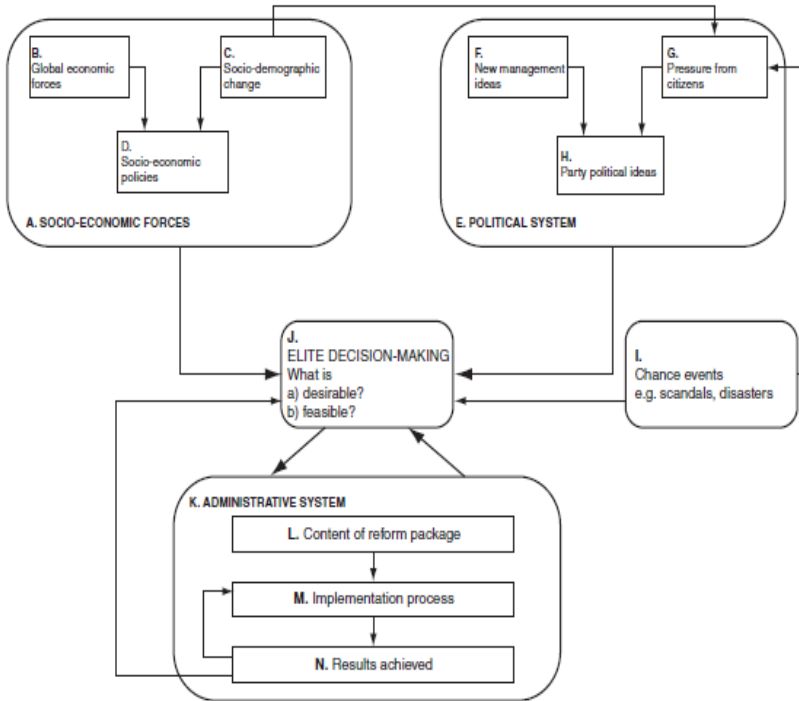 B.
Global economic
forces
C.
Socio-demographic
change
D.
Socio-economic
policies
A. SOCIO-ECONOMIC FORCES
F.
New management
ideas
G.
Pressure from
citizens
H.
Party political ideas
E. POLITICAL SYSTEM
J.
ELITE DECISION-MAKING
What is
a) desirable?
b) feasible?
I.
Chance events
e.g. scandals, disasters
K. ADMINISTRATIVE SYSTEM
L. Content of reform package
M. Implementation process
N. Results achieved